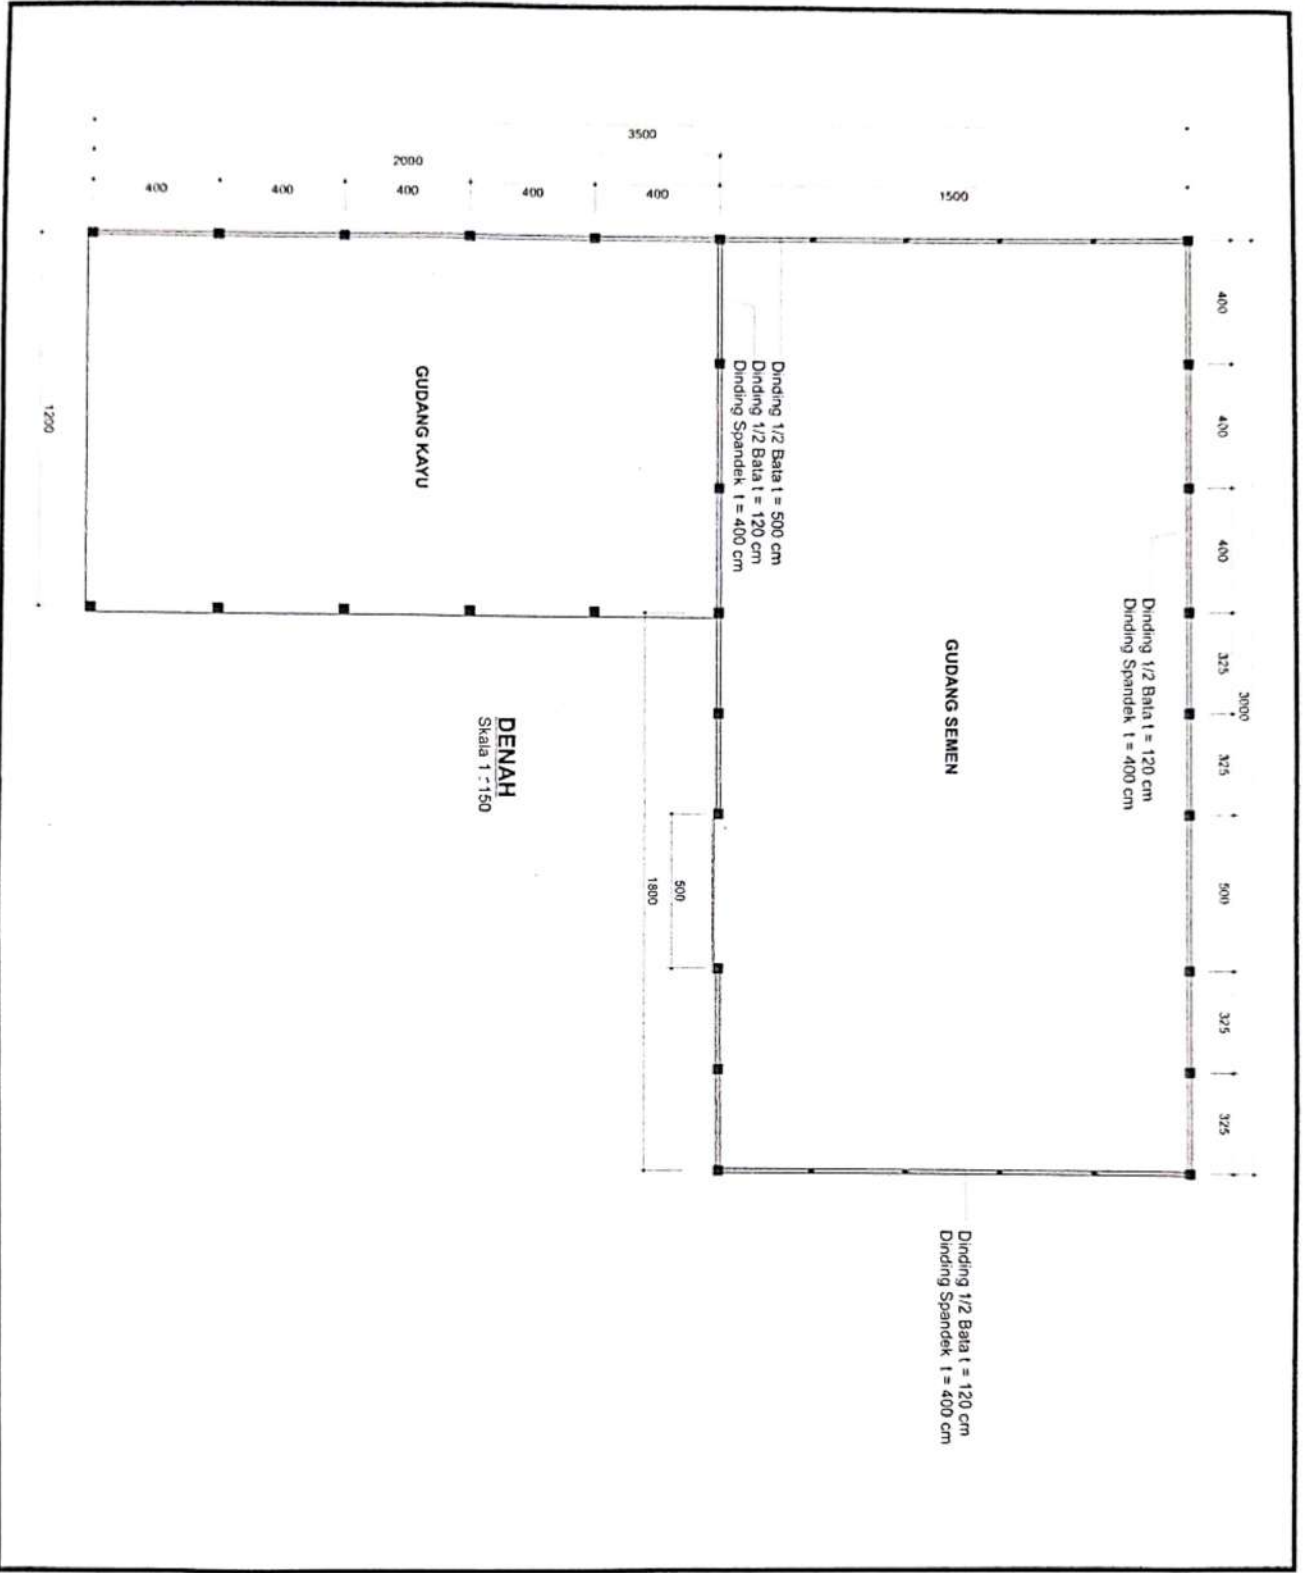 3500
2000
400
400
400
400
400
1500
400
400
400
325
325
500
325
325
3000
1200
GUDANG KAYU
Dinding 1/2 Bata t = 500 cm
Dinding 1/2 Bata t = 120 cm
Dinding Spandek t = 400 cm
GUDANG SEMEN
Dinding 1/2 Bata t = 120 cm
Dinding Spandek t = 400 cm
500
1800
DENAH
Skala 1 : 150
Dinding 1/2 Bata t = 120 cm
Dinding Spandek t = 400 cm